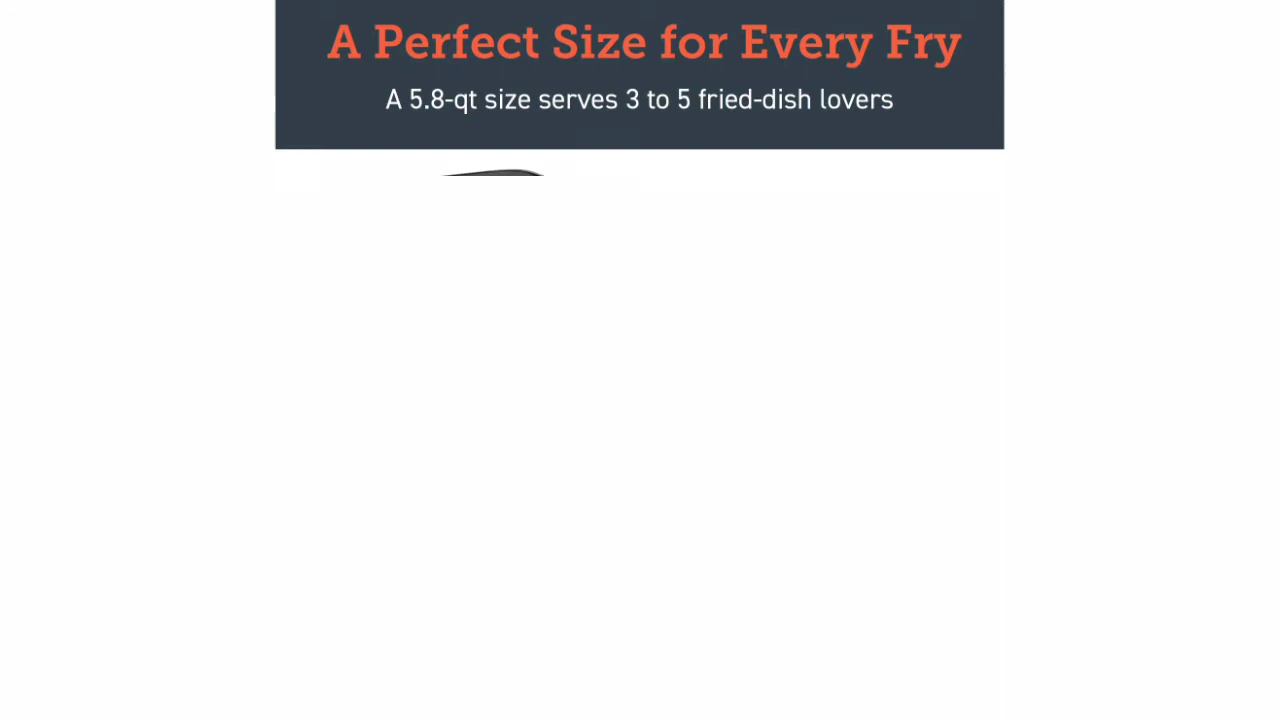 A Perfect Size for Every Fry
A 5.8-qt size serves 3 to 5 fried-dish lovers